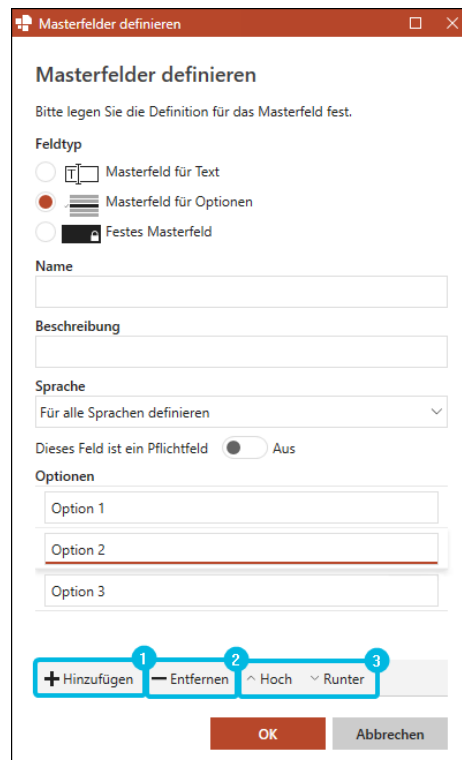 Masterfelder definieren
Masterfelder definieren
Bitte legen Sie die Definition für das Masterfeld fest.
Feldtyp
T Masterfeld für Text
Masterfeld für Optionen
Festes Masterfeld
Name
Beschreibung
Sprache
Für alle Sprachen definieren
Dieses Feld ist ein Pflichtfeld Aus
Optionen
Option 1
Option 2
Option 3
1 2 3
Hinzufügen Entfernen Hoch Runter
OK Abbrechen